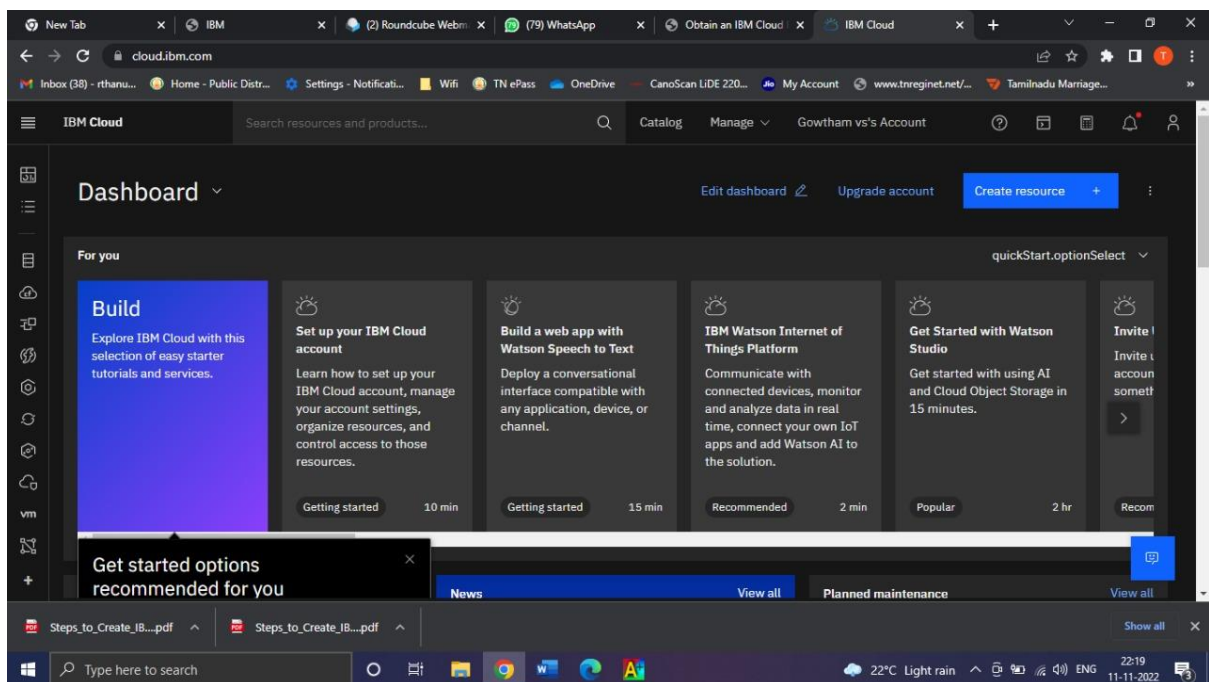 New Tab
IBM
(2) Roundcube Webm
(79) WhatsApp
Obtain an IBM Cloud
IBM Cloud
cloud.ibm.com
Inbox (38) - rthanu...
Home - Public Distr...
Settings - Notificati...
Wifi
TN ePass
OneDrive
CanoScan LiDE 220...
Jio
My Account
www.tnreginet.net/...
Tamilnadu Marriage...
»
IBM Cloud
Search resources and products...
Catalog
Manage
Gowtham vs's Account
Dashboard
Edit dashboard
Upgrade account
Create resource +
For you
quickStart.optionSelect
Build
Explore IBM Cloud with this
selection of easy starter
tutorials and services.
Set up your IBM Cloud
account
Learn how to set up your
IBM Cloud account, manage
your account settings,
organize resources, and
control access to those
resources.
Getting started 10 min
Build a web app with
Watson Speech to Text
Deploy a conversational
interface compatible with
any application, device, or
channel.
Getting started 15 min
IBM Watson Internet of
Things Platform
Communicate with
connected devices, monitor
and analyze data in real
time, connect your own IoT
apps and add Watson AI to
the solution.
Recommended 2 min
Get Started with Watson
Studio
Get started with using AI
and Cloud Object Storage in
15 minutes.
Popular 2 hr
Invite
Invite u
accoun
someth
Recom
vm
Get started options
recommended for you
News
View all
Planned maintenance
View all
Steps_to_Create_IB....pdf
Steps_to_Create_IB....pdf
Show all
Type here to search
22°C Light rain
ENG
22:19
11-11-2022